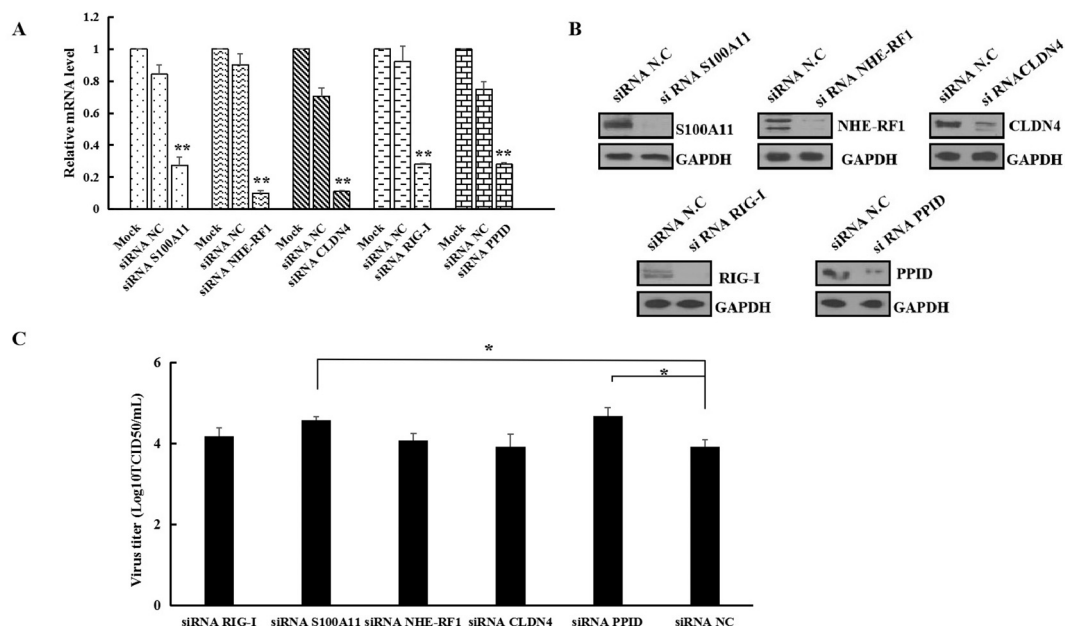 A
Relative mRNA level
1.2
1
0.8
0.6
0.4
0.2
0
**
**
**
**
**
Mock
siRNA NC
siRNA S100A11
Mock
siRNA NC
siRNA NHE-RF1
Mock
siRNA NC
siRNA CLDN4
Mock
siRNA NC
siRNA RIG-I
Mock
siRNA NC
siRNA PPID
B
siRNA N.C
si RNA S100A11
S100A11
GAPDH
siRNA N.C
si RNA NHE-RF1
NHE-RF1
GAPDH
siRNA N.C
si RNACLDN4
CLDN4
GAPDH
siRNA N.C
si RNA RIG-I
RIG-I
GAPDH
siRNA N.C
si RNA PPID
PPID
GAPDH
C
Virus titer (Log10TCID50/mL)
6
4
2
0
*
*
siRNA RIG-I
siRNA S100A11
siRNA NHE-RF1
siRNA CLDN4
siRNA PPID
siRNA NC